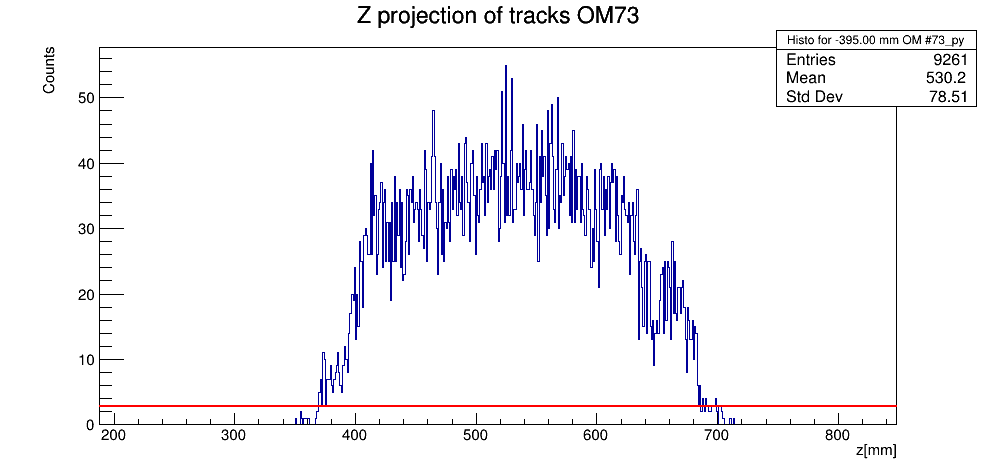 Z projection of tracks OM73
Histo for -395.00 mm OM #73_py
Entries 9261
Mean 530.2
Std Dev 78.51
Counts
50
40
30
20
10
0
200 300 400 500 600 700 800
z[mm]